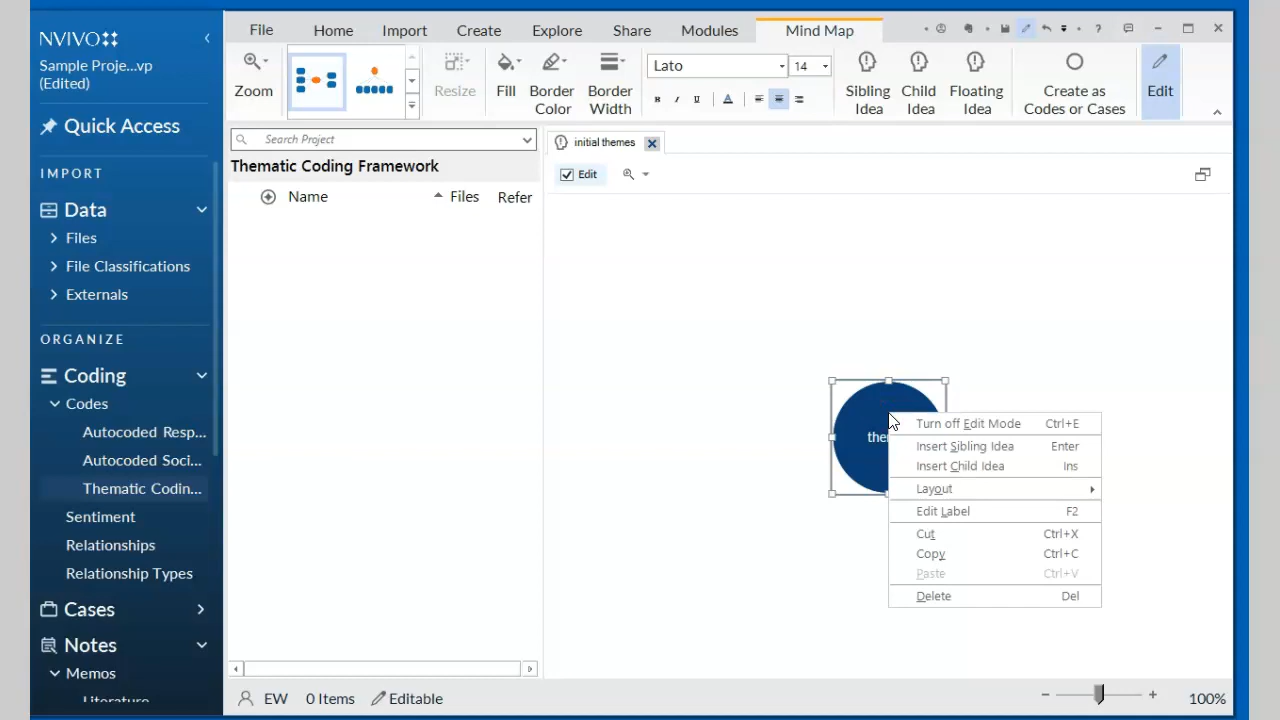 NVIVO
Sample Proje...vp
(Edited)
Quick Access
IMPORT
Data
Files
File Classifications
Externals
ORGANIZE
Coding
Codes
Autocoded Resp...
Autocoded Soci...
Thematic Codin...
Sentiment
Relationships
Relationship Types
Cases
Notes
Memos
Literature
File
Home
Import
Create
Explore
Share
Modules
Mind Map
Zoom
Resize
Fill
Border
Color
Border
Width
Lato
14
B I U A
Sibling
Idea
Child
Idea
Floating
Idea
Create as
Codes or Cases
Edit
Search Project
Thematic Coding Framework
Name
Files
Refer
initial themes
Edit
Turn off Edit Mode Ctrl+E
Insert Sibling Idea Enter
Insert Child Idea Ins
Layout
Edit Label F2
Cut Ctrl+X
Copy Ctrl+C
Paste Ctrl+V
Delete Del
EW
0 Items
Editable
100%